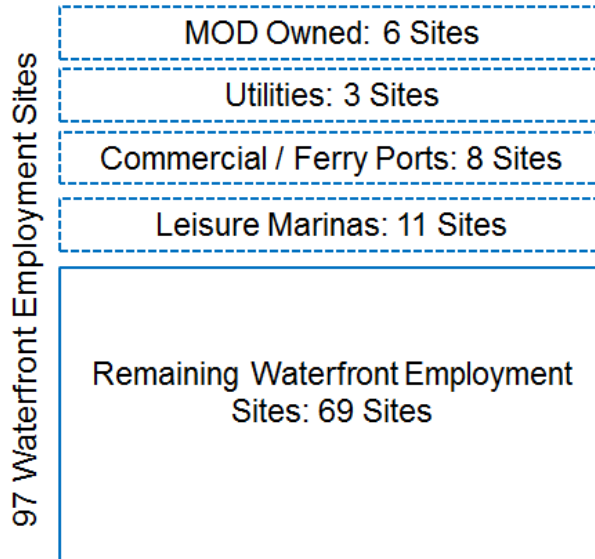 97 Waterfront Employment Sites
MOD Owned: 6 Sites
Utilities: 3 Sites
Commercial / Ferry Ports: 8 Sites
Leisure Marinas: 11 Sites
Remaining Waterfront Employment
Sites: 69 Sites